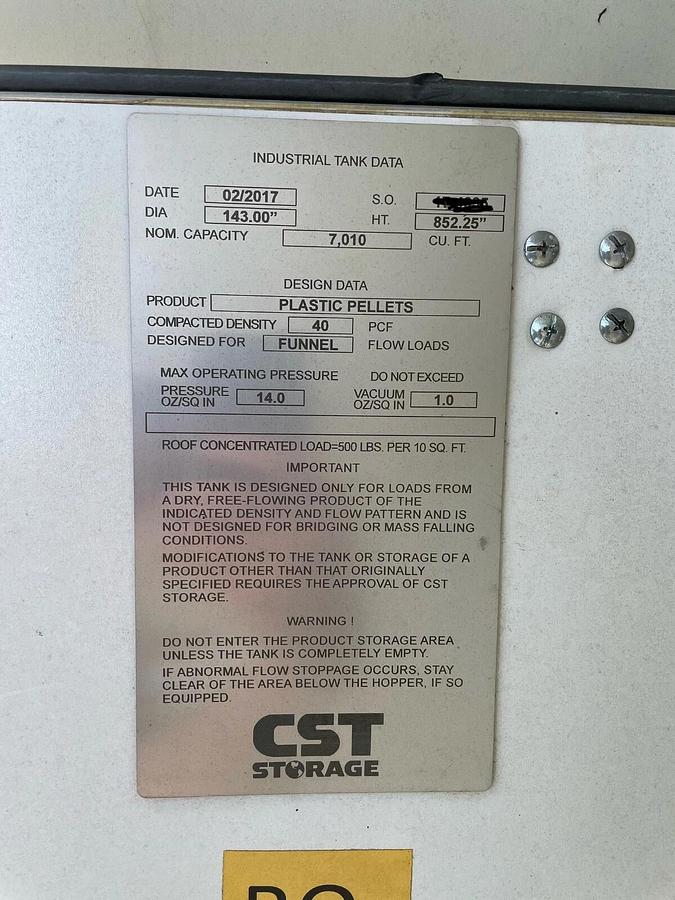 INDUSTRIAL TANK DATA
DATE 02/2017 S.O.
DIA 143.00" HT. 852.25"
NOM. CAPACITY 7,010 CU. FT.
DESIGN DATA
PRODUCT PLASTIC PELLETS
COMPACTED DENSITY 40 PCF
DESIGNED FOR FUNNEL FLOW LOADS
MAX OPERATING PRESSURE DO NOT EXCEED
PRESSURE OZ/SQ IN 14.0 VACUUM OZ/SQ IN 1.0
ROOF CONCENTRATED LOAD=500 LBS. PER 10 SQ. FT.
IMPORTANT
THIS TANK IS DESIGNED ONLY FOR LOADS FROM
A DRY, FREE-FLOWING PRODUCT OF THE
INDICATED DENSITY AND FLOW PATTERN AND IS
NOT DESIGNED FOR BRIDGING OR MASS FALLING
CONDITIONS.
MODIFICATIONS TO THE TANK OR STORAGE OF A
PRODUCT OTHER THAN THAT ORIGINALLY
SPECIFIED REQUIRES THE APPROVAL OF CST
STORAGE.
WARNING !
DO NOT ENTER THE PRODUCT STORAGE AREA
UNLESS THE TANK IS COMPLETELY EMPTY.
IF ABNORMAL FLOW STOPPAGE OCCURS, STAY
CLEAR OF THE AREA BELOW THE HOPPER, IF SO
EQUIPPED.
CST
STORAGE